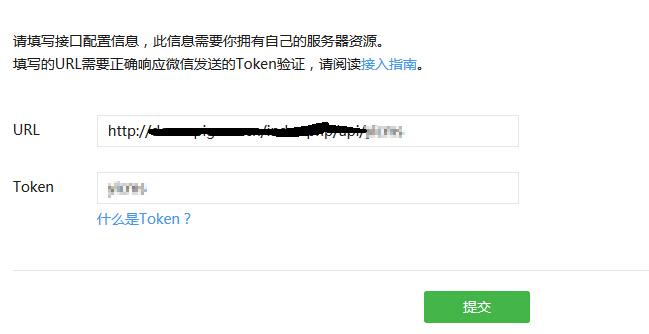 请填写接口配置信息，此信息需要你拥有自己的服务器资源。
填写的URL需要正确响应微信发送的Token验证，请阅读接入指南。
URL
http://
Token
什么是Token？
提交